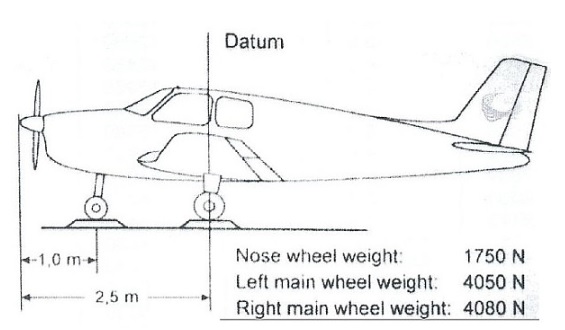 Datum
1,0 m
2,5 m
Nose wheel weight: 1750 N
Left main wheel weight: 4050 N
Right main wheel weight: 4080 N